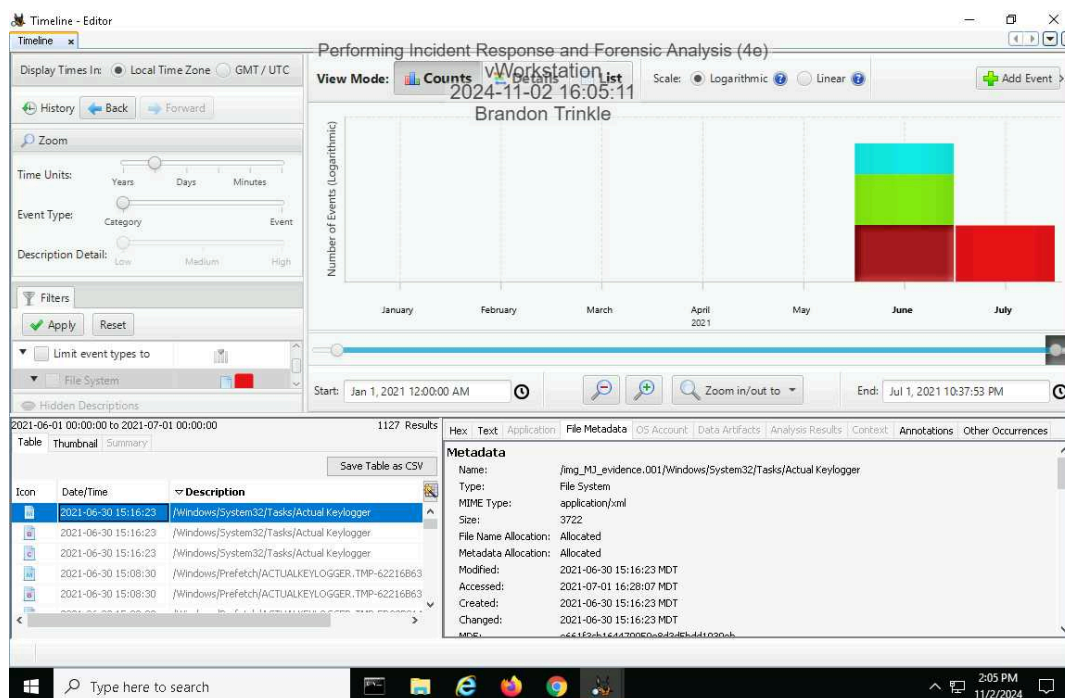 Timeline - Editor
Timeline x
Performing Incident Response and Forensic Analysis (4e)
vWorkstation
2024-11-02 16:05:11
Brandon Trinkle
Display Times In: Local Time Zone GMT / UTC
History Back Forward
View Mode: Counts Details List Scale: Logarithmic Linear Add Event
Zoom
Time Units:
Years Days Minutes
Event Type:
Category Event
Description Detail:
Low Medium High
Filters
Apply Reset
Limit event types to
File System
Hidden Descriptions
Number of Events (Logarithmic)
January February March April May June July
2021
Start: Jan 1, 2021 12:00:00 AM Zoom in/out to End: Jul 1, 2021 10:37:53 PM
2021-06-01 00:00:00 to 2021-07-01 00:00:00 1127 Results
Table Thumbnail Summary
Save Table as CSV
Icon Date/Time Description
2021-06-30 15:16:23 /Windows/System32/Tasks/Actual Keylogger
2021-06-30 15:16:23 /Windows/System32/Tasks/Actual Keylogger
2021-06-30 15:16:23 /Windows/System32/Tasks/Actual Keylogger
2021-06-30 15:08:30 /Windows/Prefetch/ACTUALKEYLOGGER.TMP-62216B63
2021-06-30 15:08:30 /Windows/Prefetch/ACTUALKEYLOGGER.TMP-62216B63
Hex Text Application File Metadata OS Account Data Artifacts Analysis Results Context Annotations Other Occurrences
Metadata
Name: /img_MJ_evidence.001/Windows/System32/Tasks/Actual Keylogger
Type: File System
MIME Type: application/xml
Size: 3722
File Name Allocation: Allocated
Metadata Allocation: Allocated
Modified: 2021-06-30 15:16:23 MDT
Accessed: 2021-07-01 16:28:07 MDT
Created: 2021-06-30 15:16:23 MDT
Changed: 2021-06-30 15:16:23 MDT
Type here to search
2:05 PM
11/2/2024